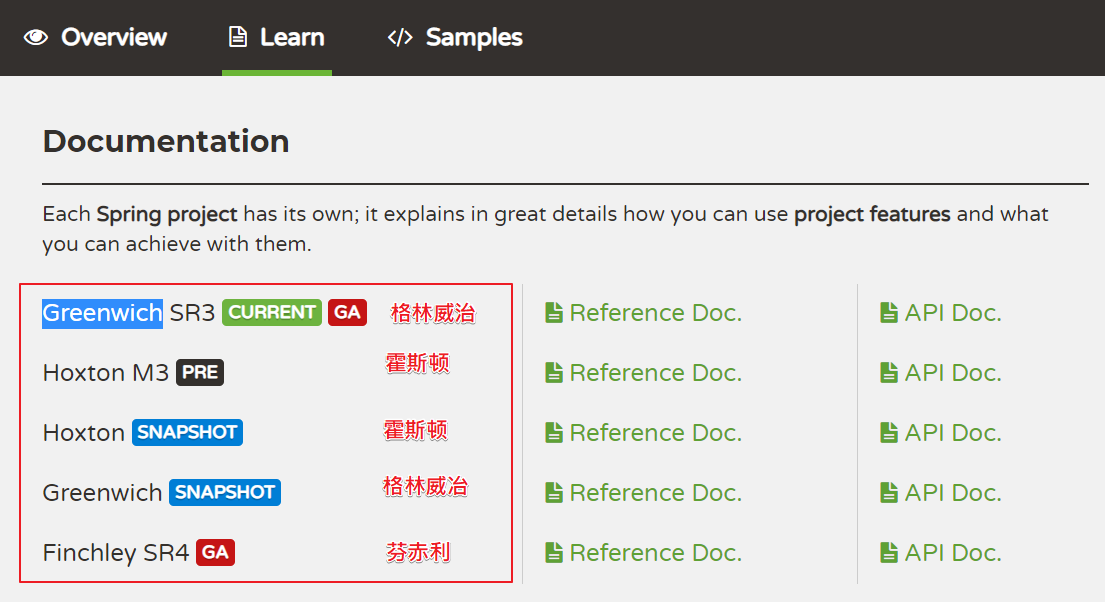 Overview Learn Samples
Documentation
Each Spring project has its own; it explains in great details how you can use project features and what
you can achieve with them.
Greenwich SR3 CURRENT GA 格林威治 Reference Doc. API Doc.
Hoxton M3 PRE 霍斯顿 Reference Doc. API Doc.
Hoxton SNAPSHOT 霍斯顿 Reference Doc. API Doc.
Greenwich SNAPSHOT 格林威冶 Reference Doc. API Doc.
Finchley SR4 GA 芬赤利 Reference Doc. API Doc.